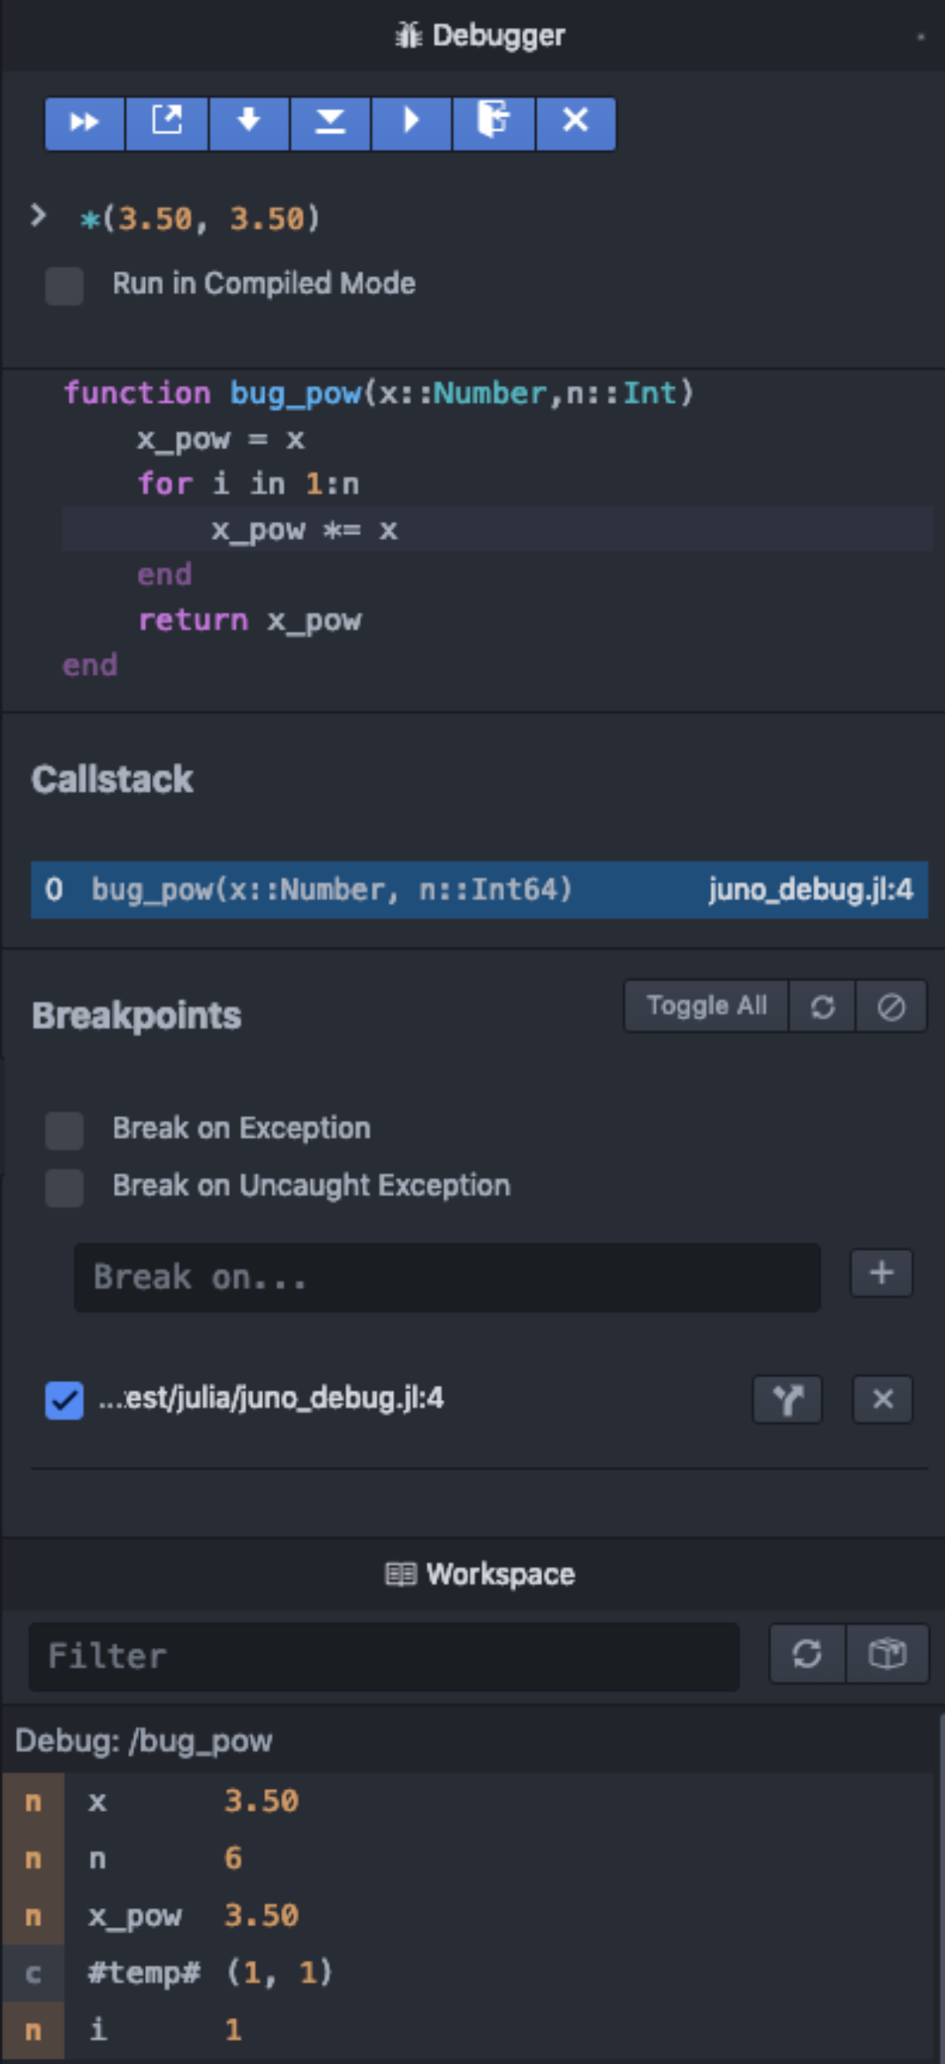 Debugger
*(3.50, 3.50)
Run in Compiled Mode
function bug_pow(x::Number,n::Int)
x_pow = x
for i in 1:n
x_pow *= x
end
return x_pow
end
Callstack
0 bug_pow(x::Number, n::Int64) juno_debug.jl:4
Breakpoints Toggle All
Break on Exception
Break on Uncaught Exception
Break on...
...est/julia/juno_debug.jl:4
Workspace
Filter
Debug: /bug_pow
n x 3.50
n n 6
n x_pow 3.50
c #temp# (1, 1)
n i 1